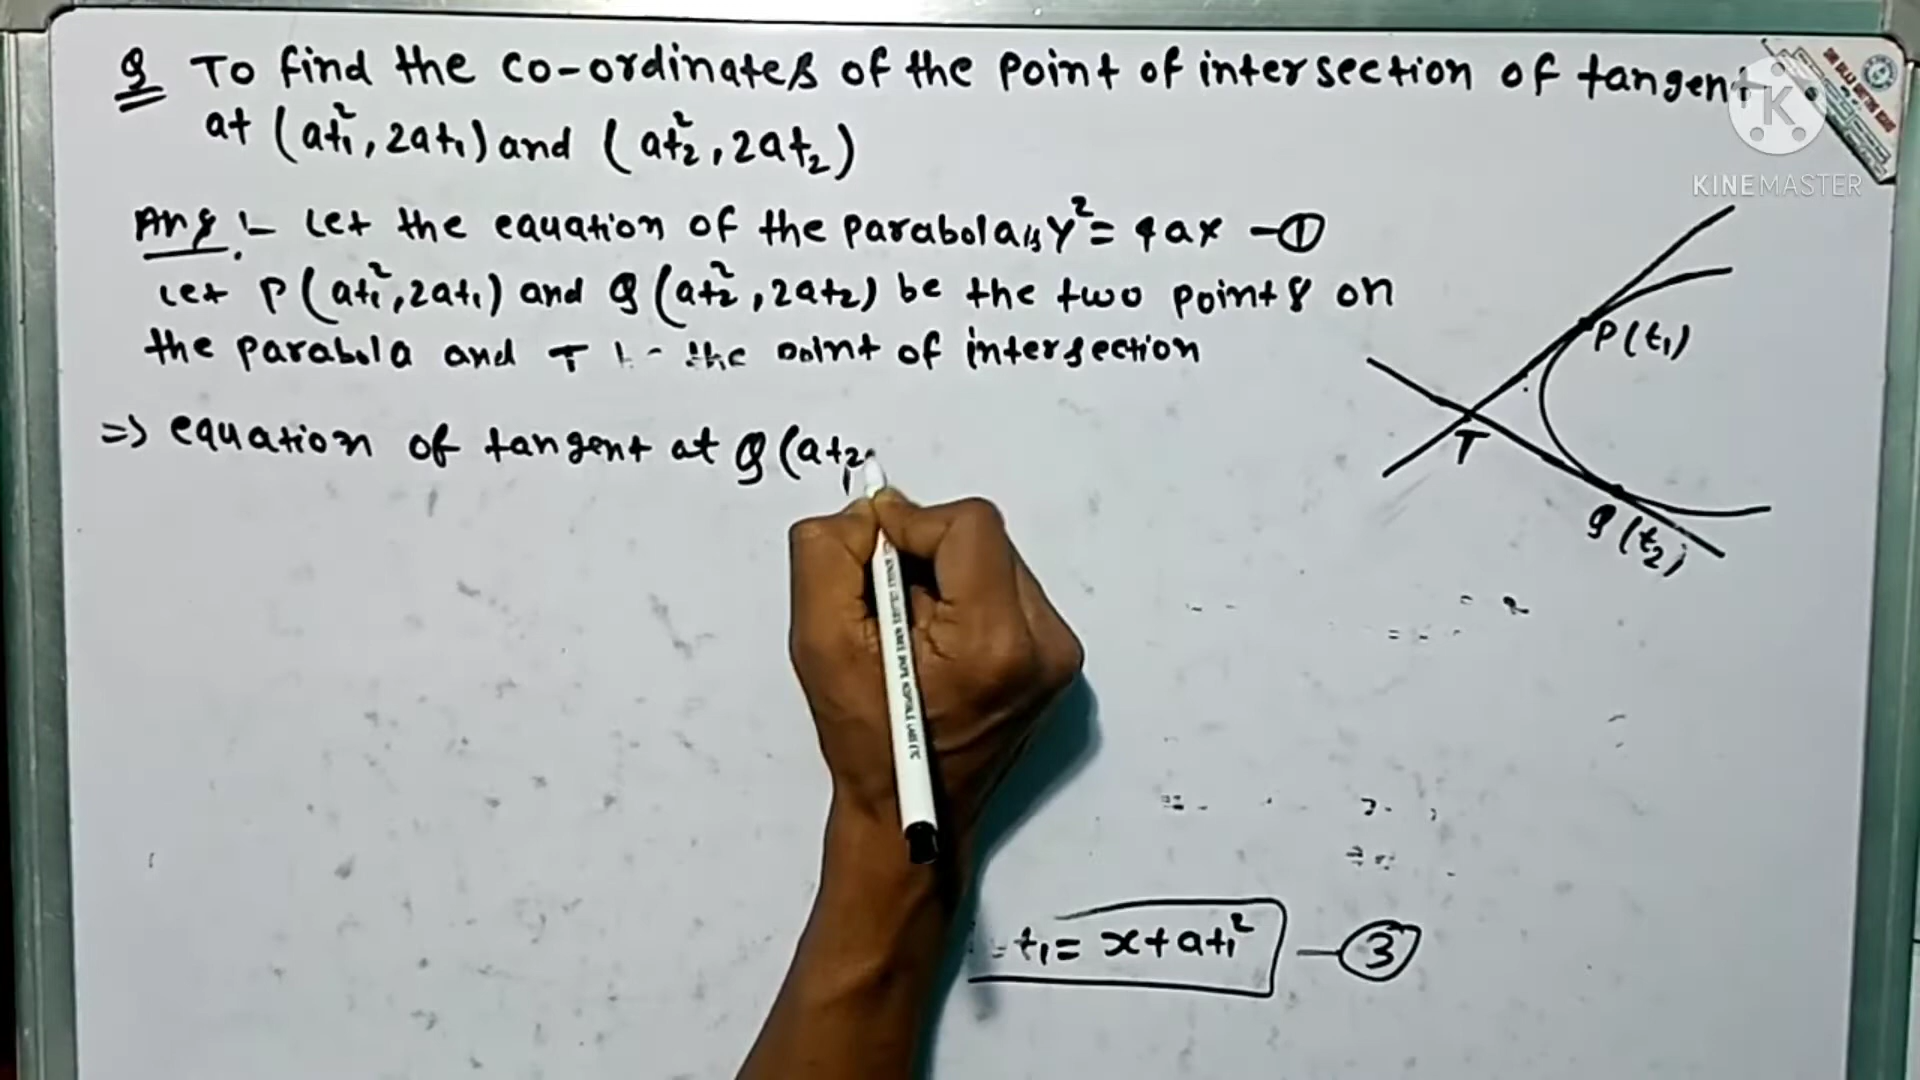 Q To find the co-ordinates of the point of intersection of tangent
at (at₁², 2at₁) and (at₂², 2at₂)
Ans :- Let the equation of the parabola is y² = 4ax - ①
Let P(at₁², 2at₁) and Q(at₂², 2at₂) be the two points on
the parabola and T the point of intersection
=> equation of tangent at Q(at₂
P(t₁)
T
Q(t₂)
t₁ = x + at₁² - ③
K
KINEMASTER